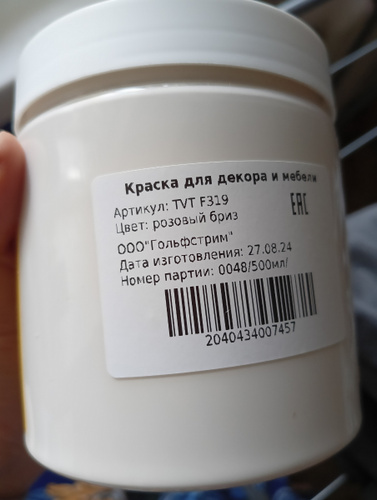 Краска для декора и мебели
Артикул: TVT F319
Цвет: розовый бриз
EAC
ООО"Гольфстрим"
Дата изготовления: 27.08.24
Номер партии: 0048/500мл/
2040434007457